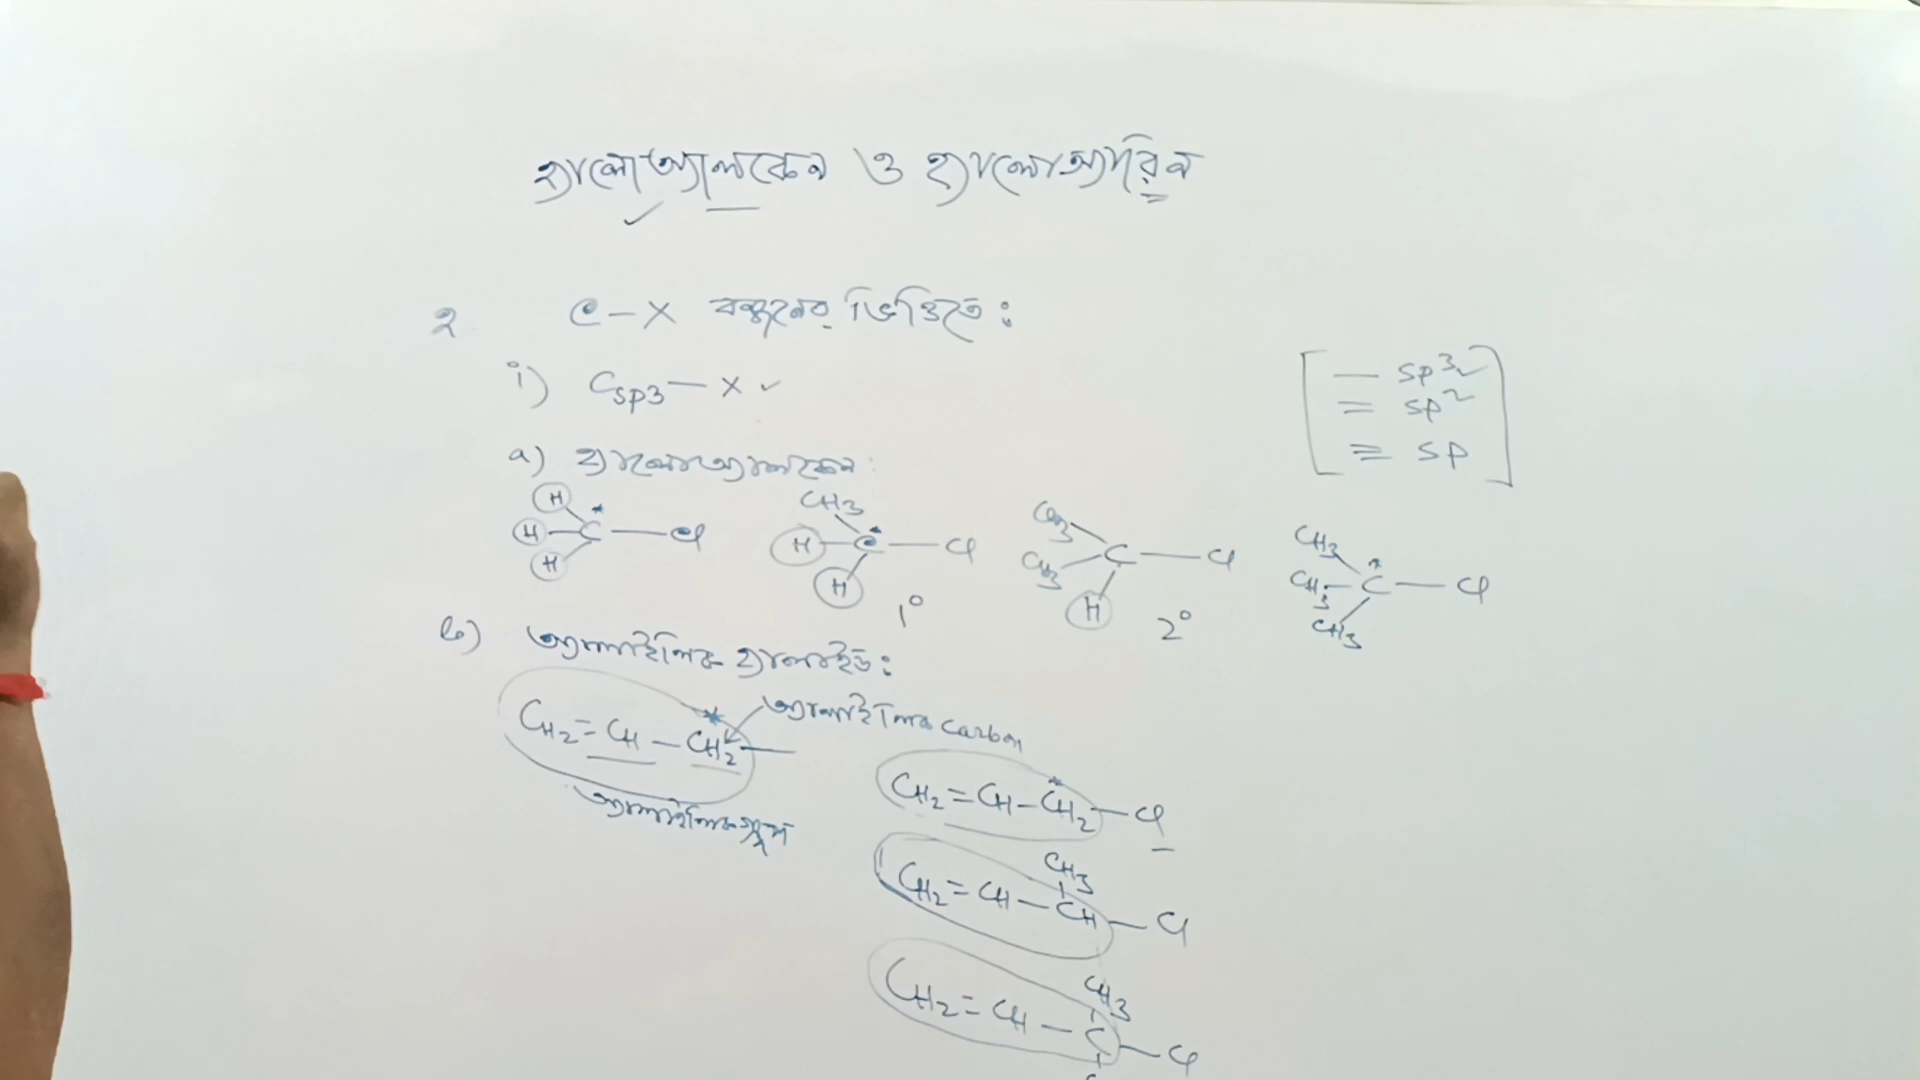 হ্যালোঅ্যালকেন ও হ্যালোঅ্যারিন
২ C-X বন্ধনের ভিত্তিতে:
i) Csp3-X ✓
[ — sp³
= sp²
≡ sp ]
a) হ্যালোঅ্যালকেন:
H H H C* — Cl
CH3 H H C* — Cl 1°
CH3 CH3 H C — Cl 2°
CH3 CH3 CH3 C* — Cl
b) অ্যালাইলিক হ্যালাইড:
CH2=CH-CH2* —
অ্যালাইলিক carbon
অ্যালাইলিক গ্রুপ
CH2=CH-CH2* -Cl
CH3
CH2=CH-CH-Cl
CH3
CH2=CH-C-Cl